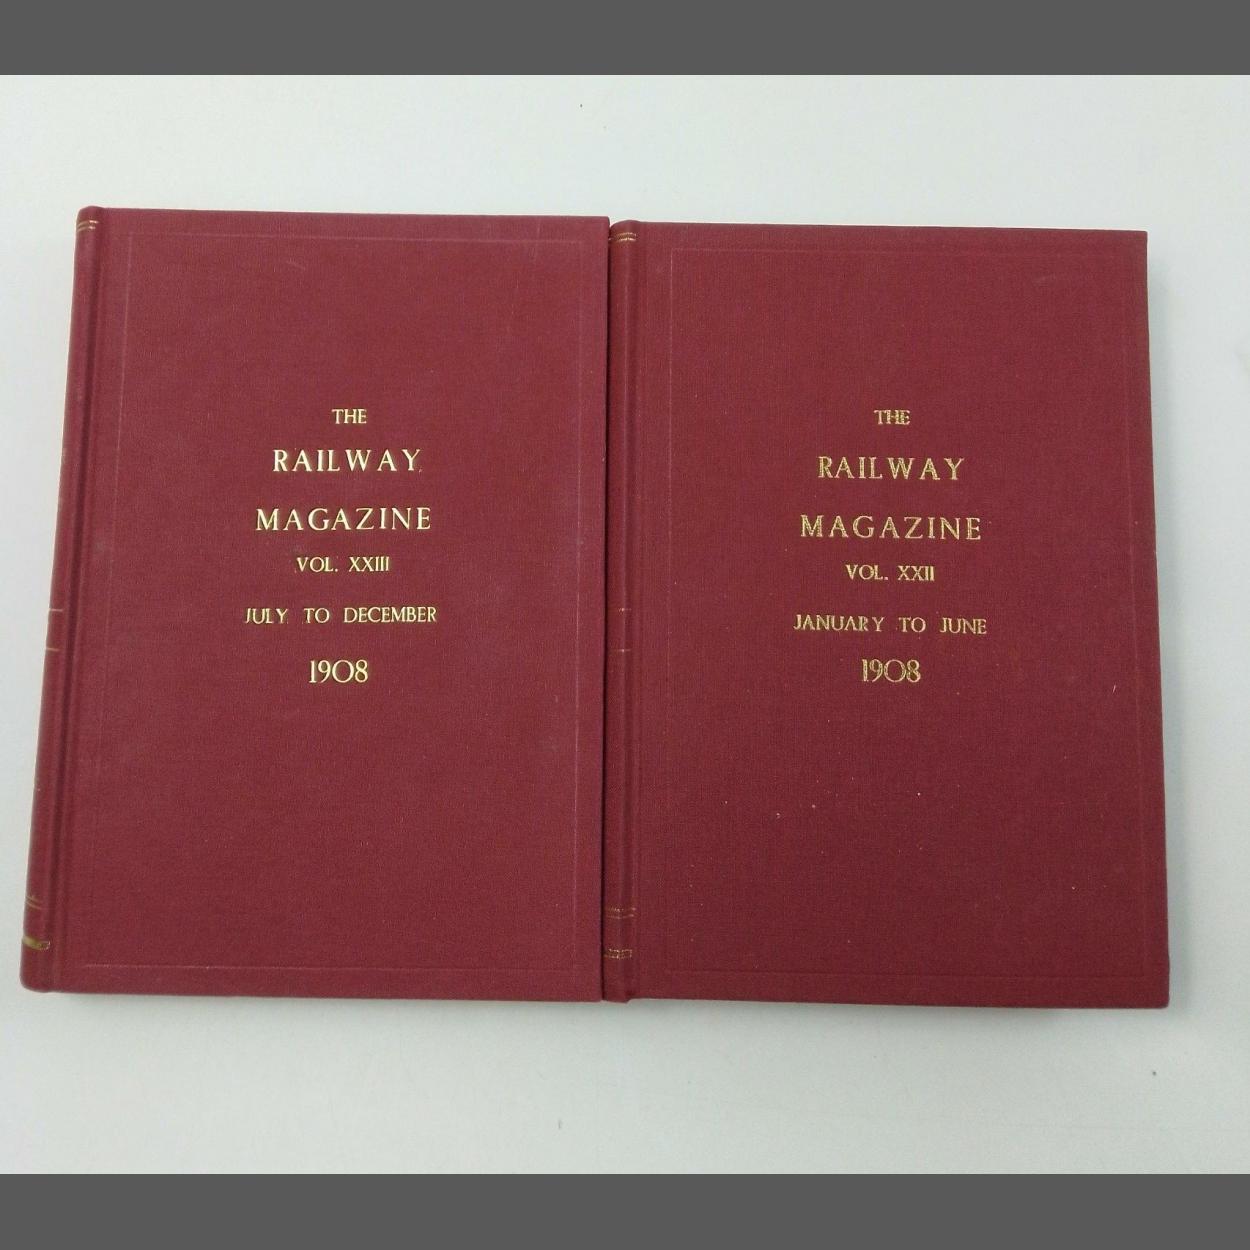 THE
RAILWAY
MAGAZINE
VOL. XXIII
JULY TO DECEMBER
1908
THE
RAILWAY
MAGAZINE
VOL. XXII
JANUARY TO JUNE
1908